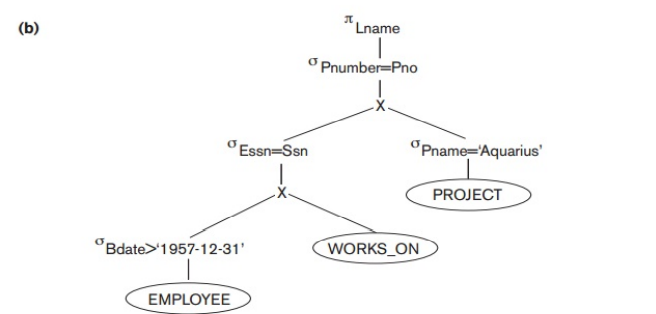 (b)
π Lname
σ Pnumber=Pno
X
σ Essn=Ssn
σ Pname='Aquarius'
X
PROJECT
σ Bdate>'1957-12-31'
WORKS_ON
EMPLOYEE